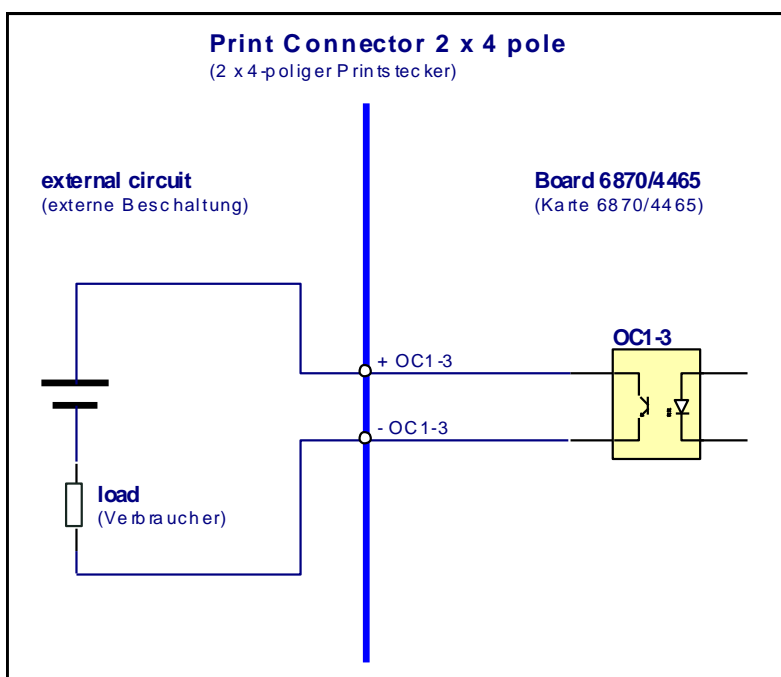 Print Connector 2 x 4 pole
(2 x 4-poliger Printstecker)
external circuit
(externe Beschaltung)
Board 6870/4465
(Karte 6870/4465)
OC1-3
+ OC1-3
- OC1-3
load
(Verbraucher)